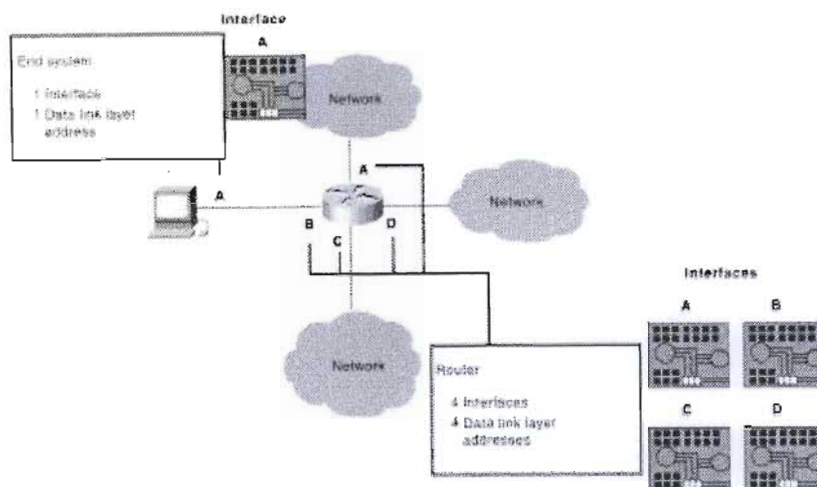 Interface
A
End system
1 Interface
1 Data link layer
address
Network
A
A
Network
B
C
D
Interfaces
A
B
Network
Router
4 Interfaces
4 Data link layer
addresses
C
D